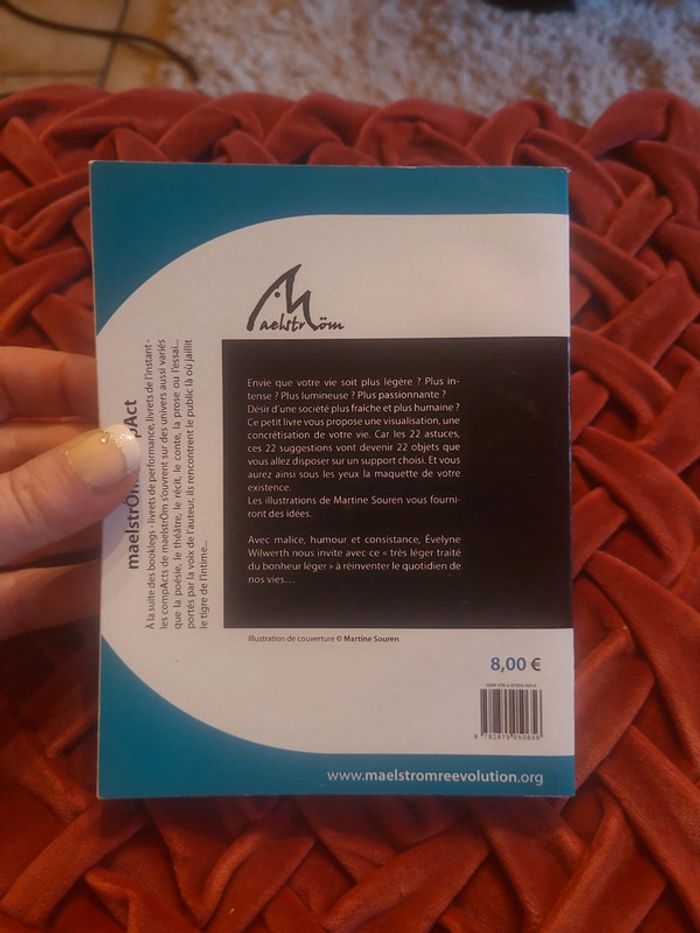 Maelström
Envie que votre vie soit plus légère ? Plus in-
tense ? Plus lumineuse ? Plus passionnante ?
Désir d'une société plus fraîche et plus humaine ?
Ce petit livre vous propose une visualisation, une
concrétisation de votre vie. Car les 22 astuces,
ces 22 suggestions vont devenir 22 objets que
vous allez disposer sur un support choisi. Et vous
aurez ainsi sous les yeux la maquette de votre
existence.
Les illustrations de Martine Souren vous fourni-
ront des idées.
Avec malice, humour et consistance, Évelyne
Wilwerth nous invite avec ce « très léger traité
du bonheur léger » à réinventer le quotidien de
nos vies…
Illustration de couverture © Martine Souren
maelstrÖm
pAct
À la suite des booklegs - livrets de performance, livrets de l'instant -
les compActs de maelstrÖm s'ouvrent sur des univers aussi variés
que la poésie, le théâtre, le récit, le conte, la prose ou l'essai...
portés par la voix de l'auteur, ils rencontrent le public là où jaillit
le tigre de l'intime...
8,00 €
www.maelstromreevolution.org